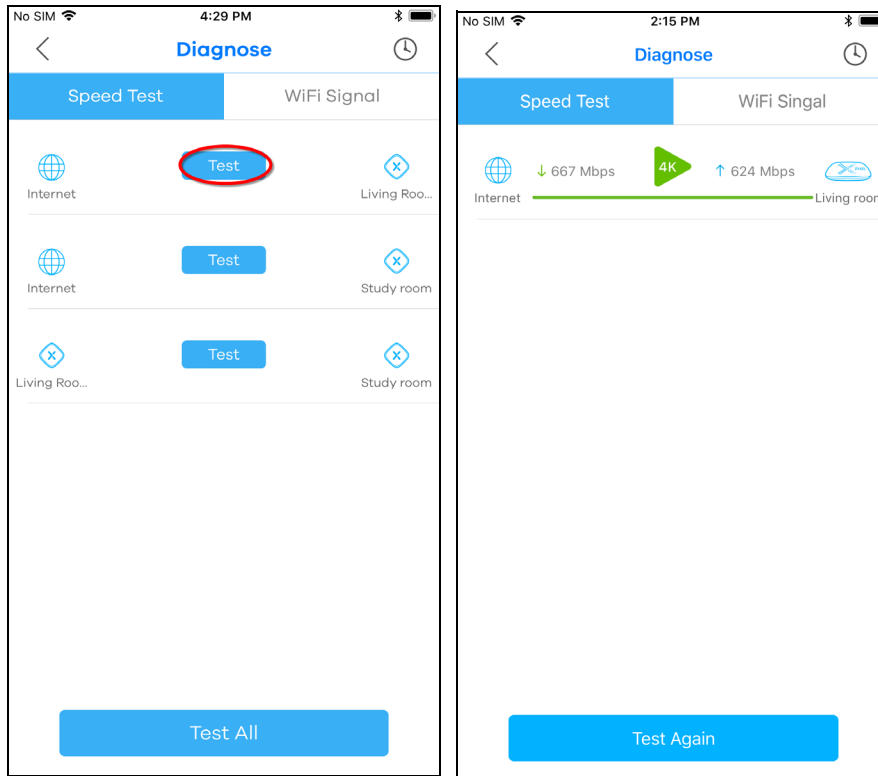 No SIM 4:29 PM
Diagnose
Speed Test WiFi Signal
Test
Internet Living Roo...
Test
Internet Study room
Test
Living Roo... Study room
Test All
No SIM 2:15 PM
Diagnose
Speed Test WiFi Singal
↓ 667 Mbps 4K ↑ 624 Mbps
Internet Living room
Test Again